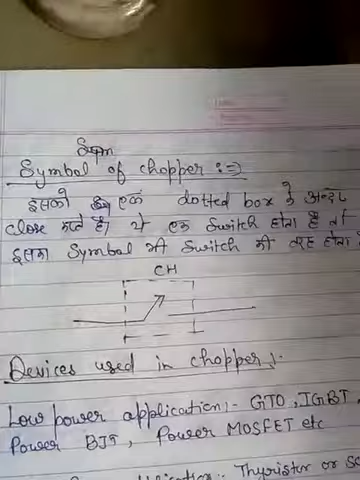 Symbol of chopper :⇒
इसको एक dotted box के अन्दर
close करते है। ये एक Switch होता है तो
इसका Symbol भी Switch की तरह होता
CH
Devices used in chopper :-
Low power application :- GTO, IGBT,
Power BJT, Power MOSFET etc
Thyristor or